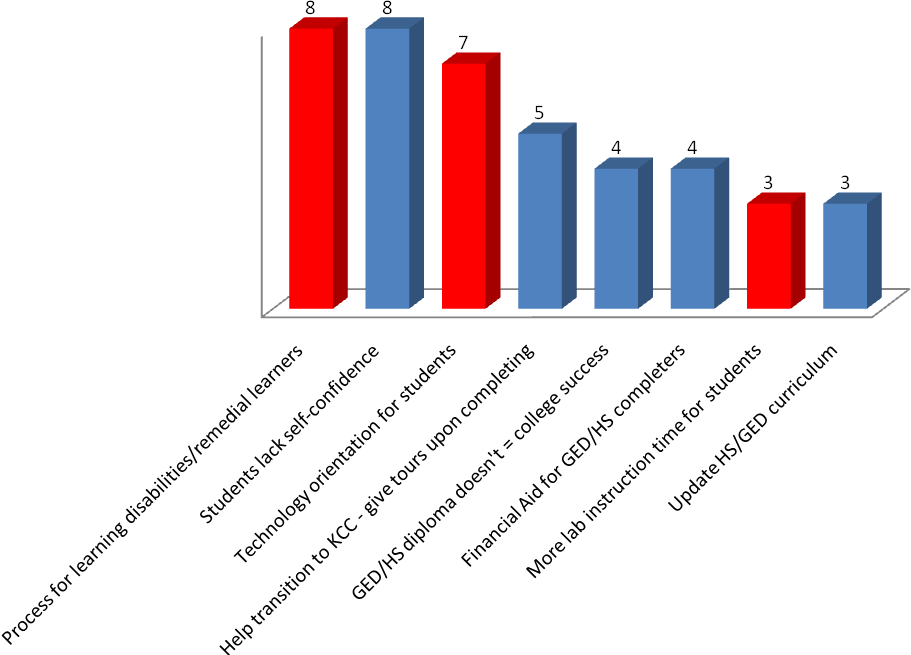 8
8
7
5
4
4
3
3
Process for learning disabilities/remedial learners
Students lack self-confidence
Technology orientation for students
Help transition to KCC - give tours upon completing
GED/HS diploma doesn't = college success
Financial Aid for GED/HS completers
More lab instruction time for students
Update HS/GED curriculum